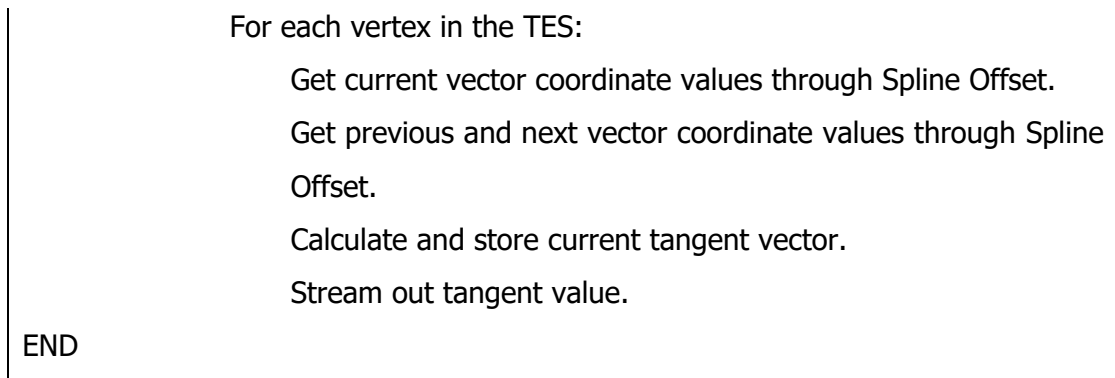 For each vertex in the TES:
Get current vector coordinate values through Spline Offset.
Get previous and next vector coordinate values through Spline
Offset.
Calculate and store current tangent vector.
Stream out tangent value.
END